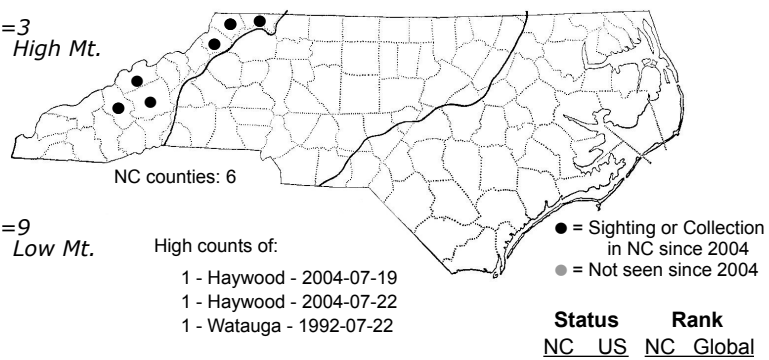 =3
High Mt.
NC counties: 6
=9
Low Mt.
High counts of:
1 - Haywood - 2004-07-19
1 - Haywood - 2004-07-22
1 - Watauga - 1992-07-22
● = Sighting or Collection
in NC since 2004
● = Not seen since 2004
Status Rank
NC US NC Global